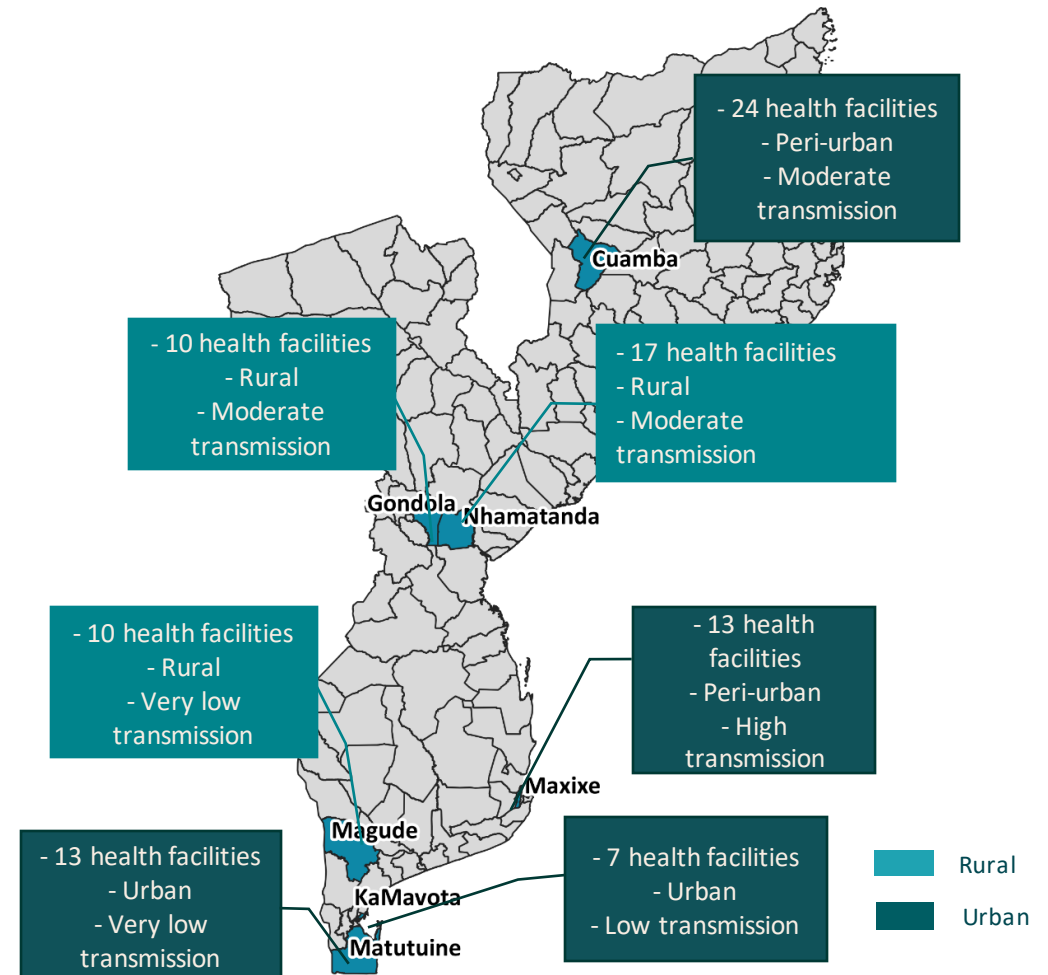 - 24 health facilities
- Peri-urban
- Moderate
transmission
Cuamba
- 10 health facilities
- Rural
- Moderate
transmission
- 17 health facilities
- Rural
- Moderate
transmission
Gondola
Nhamatanda
- 10 health facilities
- Rural
- Very low
transmission
- 13 health
facilities
- Peri-urban
- High
transmission
Maxixe
Magude
- 13 health facilities
- Urban
- Very low
transmission
- 7 health facilities
- Urban
- Low transmission
KaMavota
Matutuine
Rural
Urban